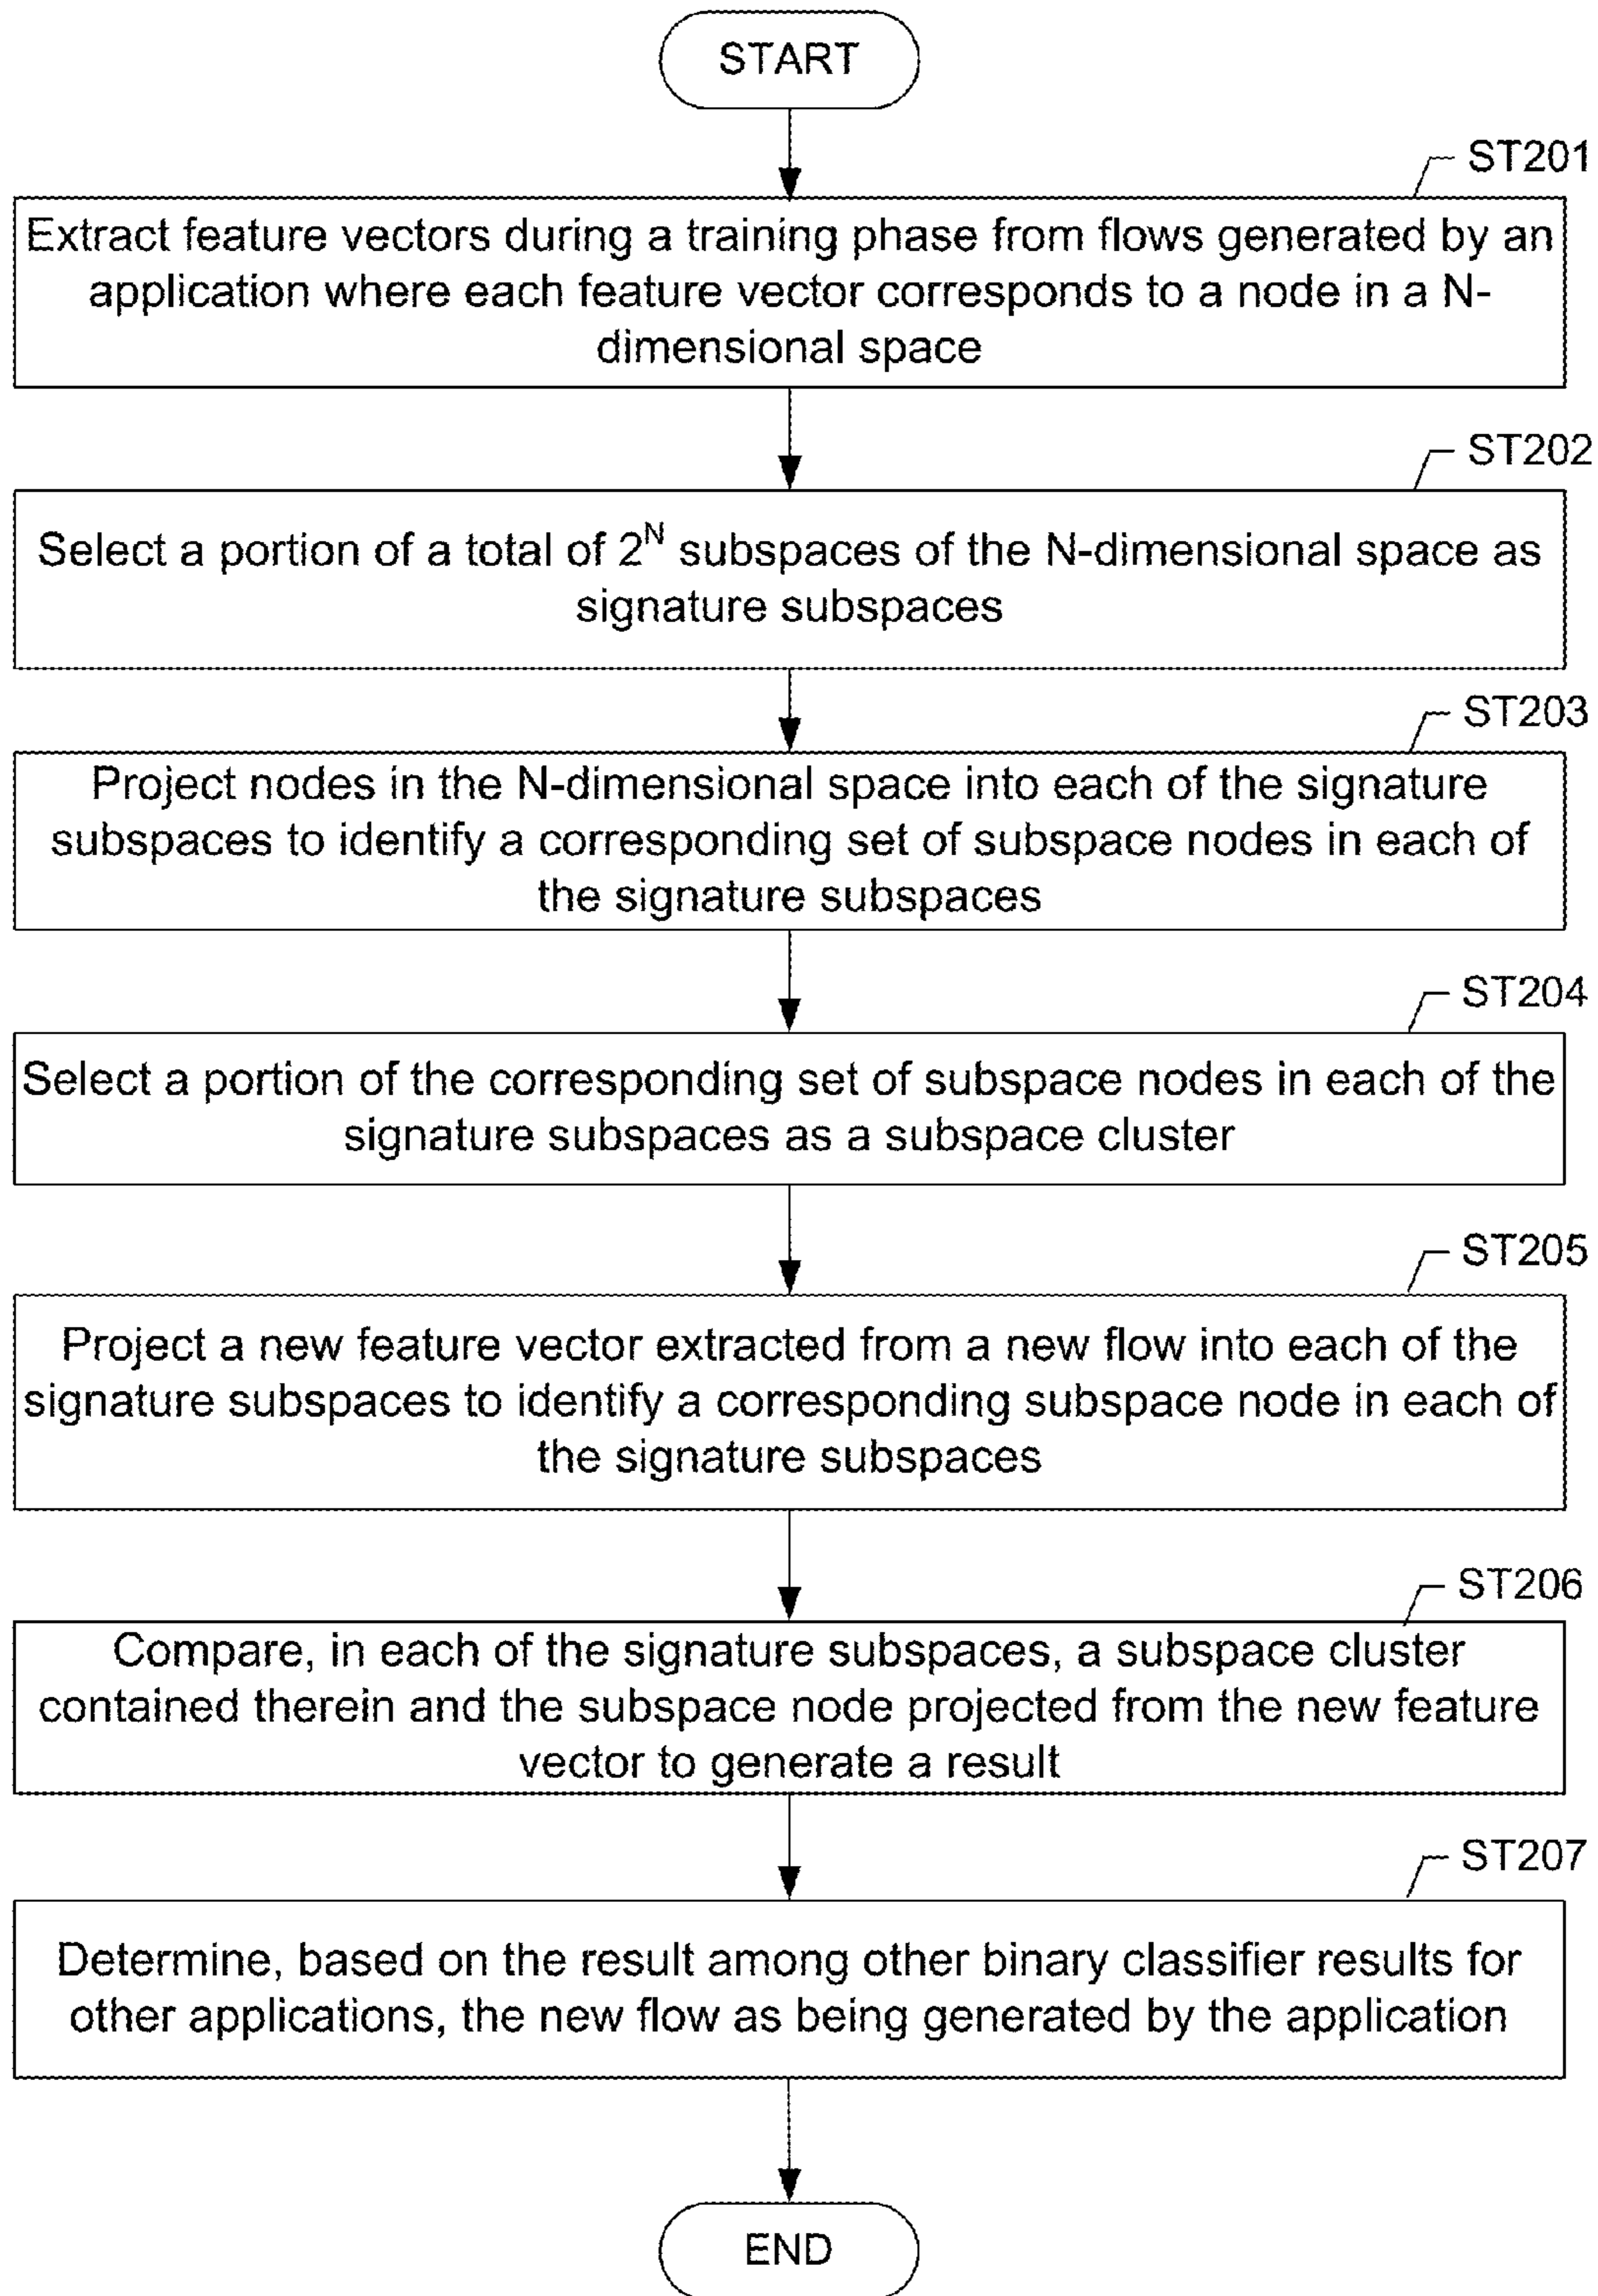 START
ST201
Extract feature vectors during a training phase from flows generated by an
application where each feature vector corresponds to a node in a N-
dimensional space
ST202
Select a portion of a total of 2^N subspaces of the N-dimensional space as
signature subspaces
ST203
Project nodes in the N-dimensional space into each of the signature
subspaces to identify a corresponding set of subspace nodes in each of
the signature subspaces
ST204
Select a portion of the corresponding set of subspace nodes in each of the
signature subspaces as a subspace cluster
ST205
Project a new feature vector extracted from a new flow into each of the
signature subspaces to identify a corresponding subspace node in each of
the signature subspaces
ST206
Compare, in each of the signature subspaces, a subspace cluster
contained therein and the subspace node projected from the new feature
vector to generate a result
ST207
Determine, based on the result among other binary classifier results for
other applications, the new flow as being generated by the application
END